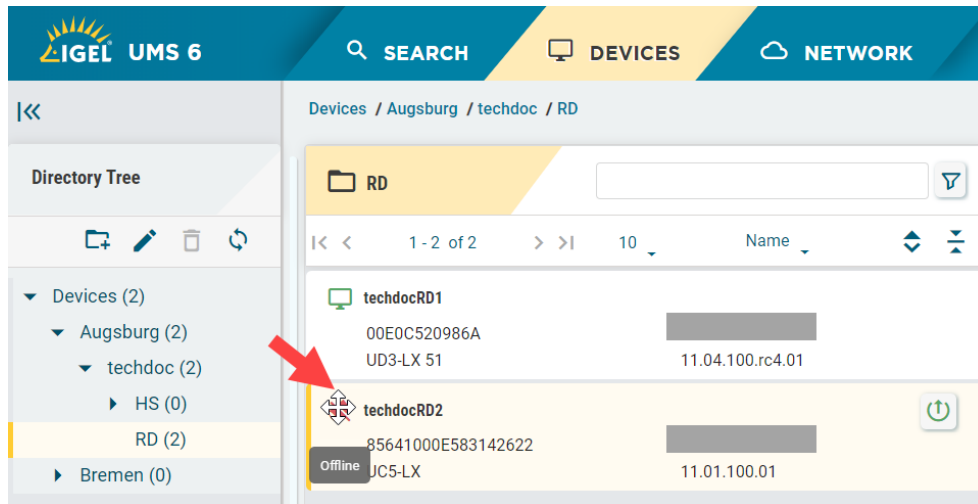 IGEL UMS 6
SEARCH
DEVICES
NETWORK
Devices / Augsburg / techdoc / RD
Directory Tree
Devices (2)
Augsburg (2)
techdoc (2)
HS (0)
RD (2)
Bremen (0)
RD
1 - 2 of 2
10
Name
techdocRD1
00E0C520986A
UD3-LX 51
11.04.100.rc4.01
techdocRD2
85641000E583142622
Offline
UC5-LX
11.01.100.01